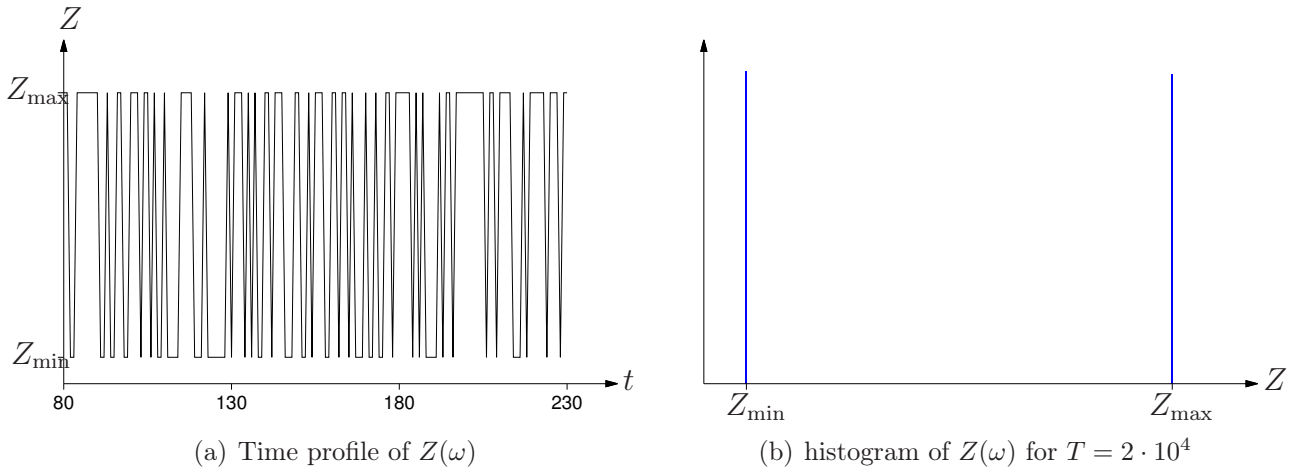 Z
Z_max
Z_min
80 130 180 230
t
(a) Time profile of Z(ω)
Z_min Z_max
Z
(b) histogram of Z(ω) for T = 2 · 10^4